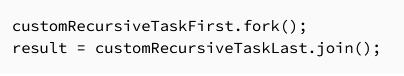 customRecursiveTaskFirst.fork();
result = customRecursiveTaskLast.join();